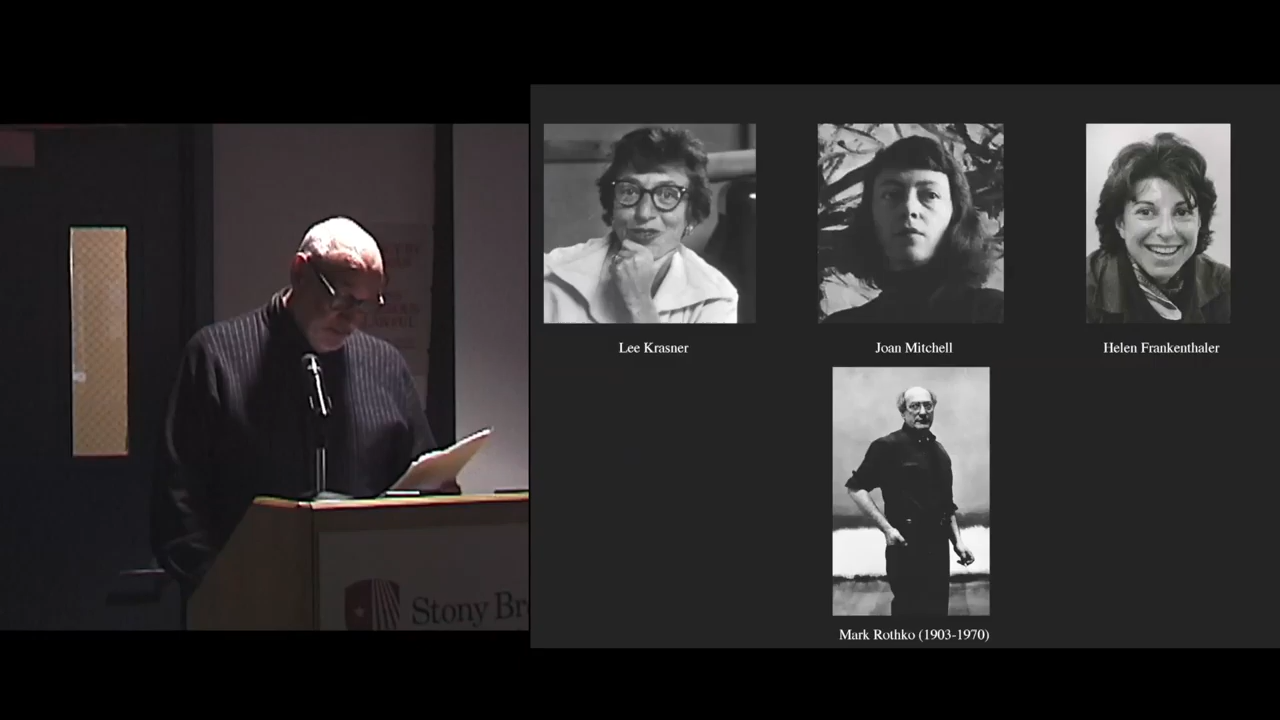 Lee Krasner
Joan Mitchell
Helen Frankenthaler
Mark Rothko (1903-1970)
Stony Br